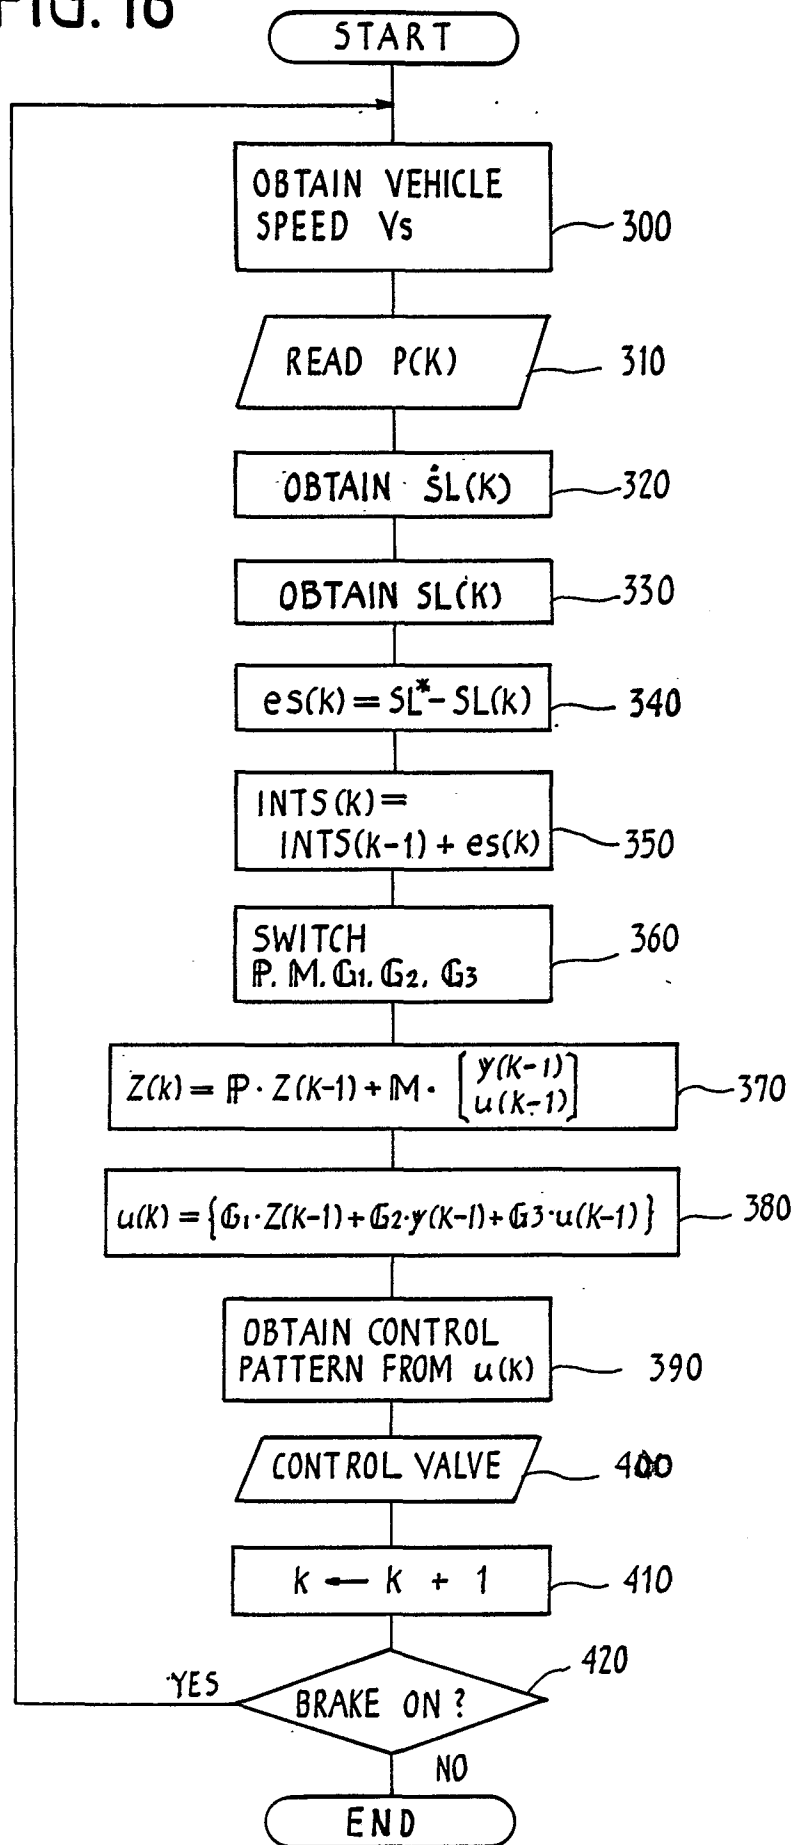 FIG. 16
START
OBTAIN VEHICLE
SPEED Vs
300
READ P(K)
310
OBTAIN ṠL(K)
320
OBTAIN SL(K)
330
es(k) = SL* - SL(k)
340
INTS(K) =
INTS(K-1) + es(k)
350
SWITCH
ℙ. 𝕄. 𝔾1. 𝔾2. 𝔾3
360
Z(k) = ℙ · Z(K-1) + 𝕄 · [y(K-1)
u(K-1)]
370
u(k) = {𝔾1·Z(K-1) + 𝔾2·y(K-1) + 𝔾3·u(K-1)}
380
OBTAIN CONTROL
PATTERN FROM u(K)
390
CONTROL VALVE
400
k ← k + 1
410
420
YES
BRAKE ON ?
NO
END